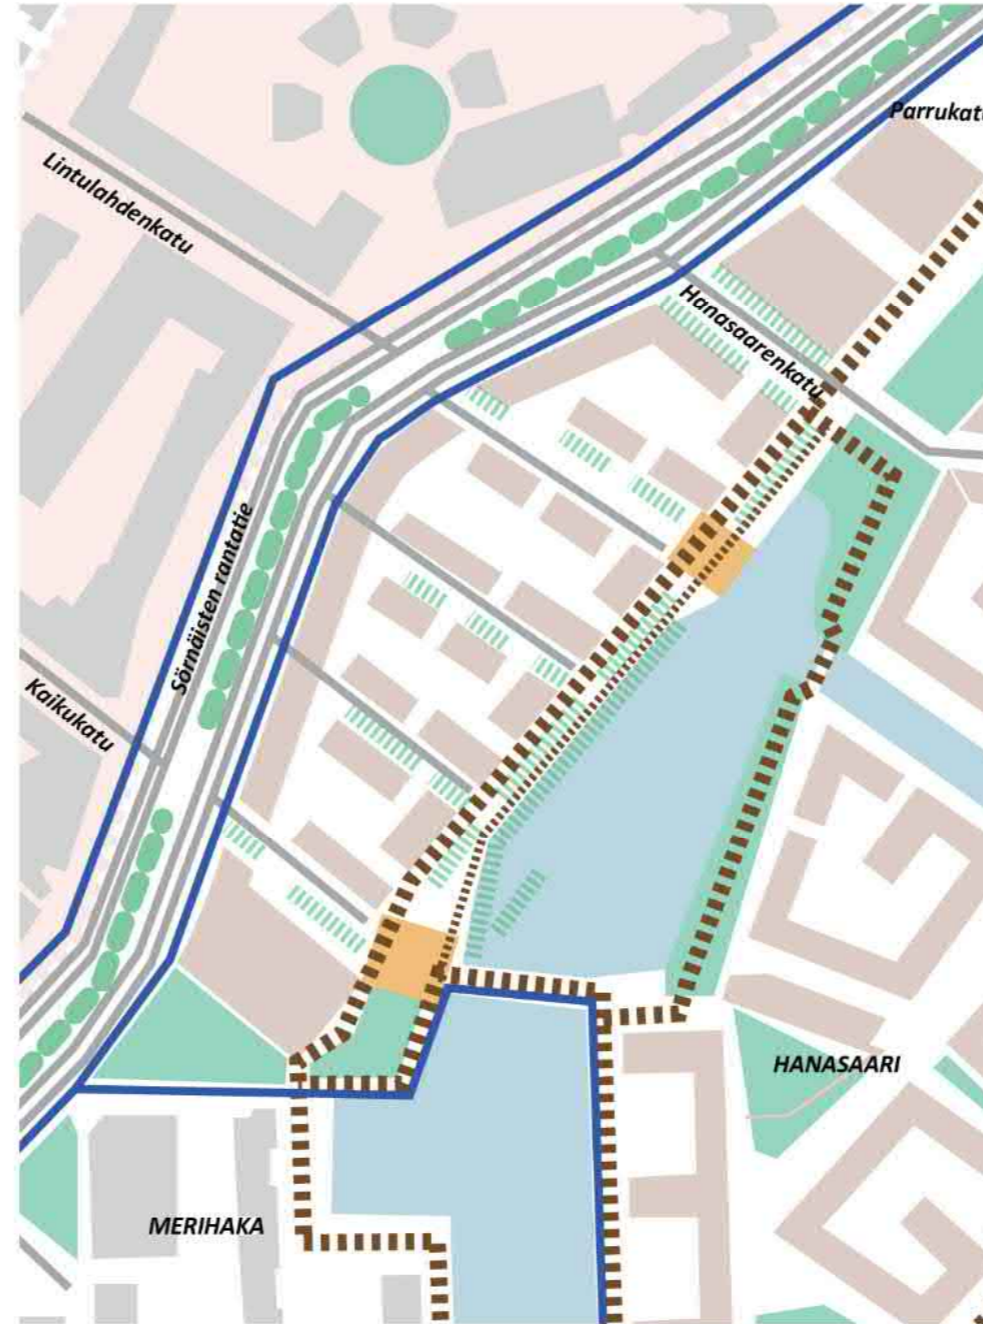 Parrukatu
Lintulahdenkatu
Hanasaarenkatu
Sörnäisten rantatie
Kaikukatu
HANASAARI
MERIHAKA